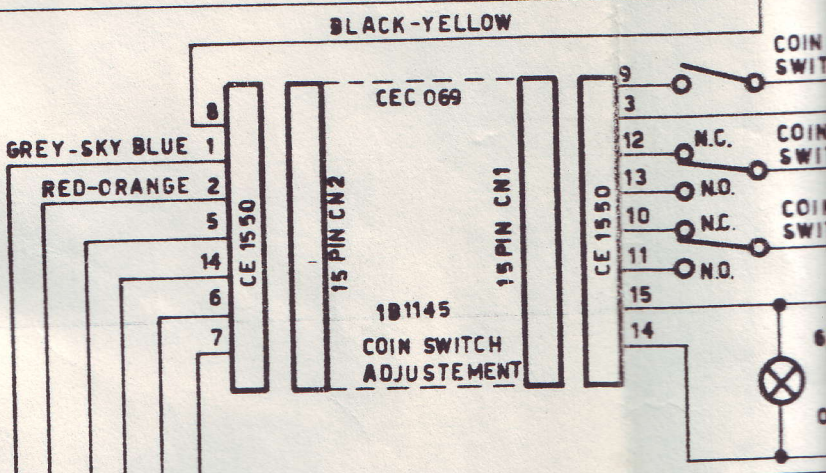 BLACK-YELLOW
COIN
SWIT
9
CEC 069
8
3
GREY-SKY BLUE 1
12
N.C.
COIN
SWI
RED-ORANGE 2
13
N.O.
5
10
N.C.
COI
SWI
CE 1550
15 PIN CN2
15 PIN CN1
CE 1550
14
11
N.O.
6
15
1B1145
7
14
COIN SWITCH
ADJUSTEMENT
6